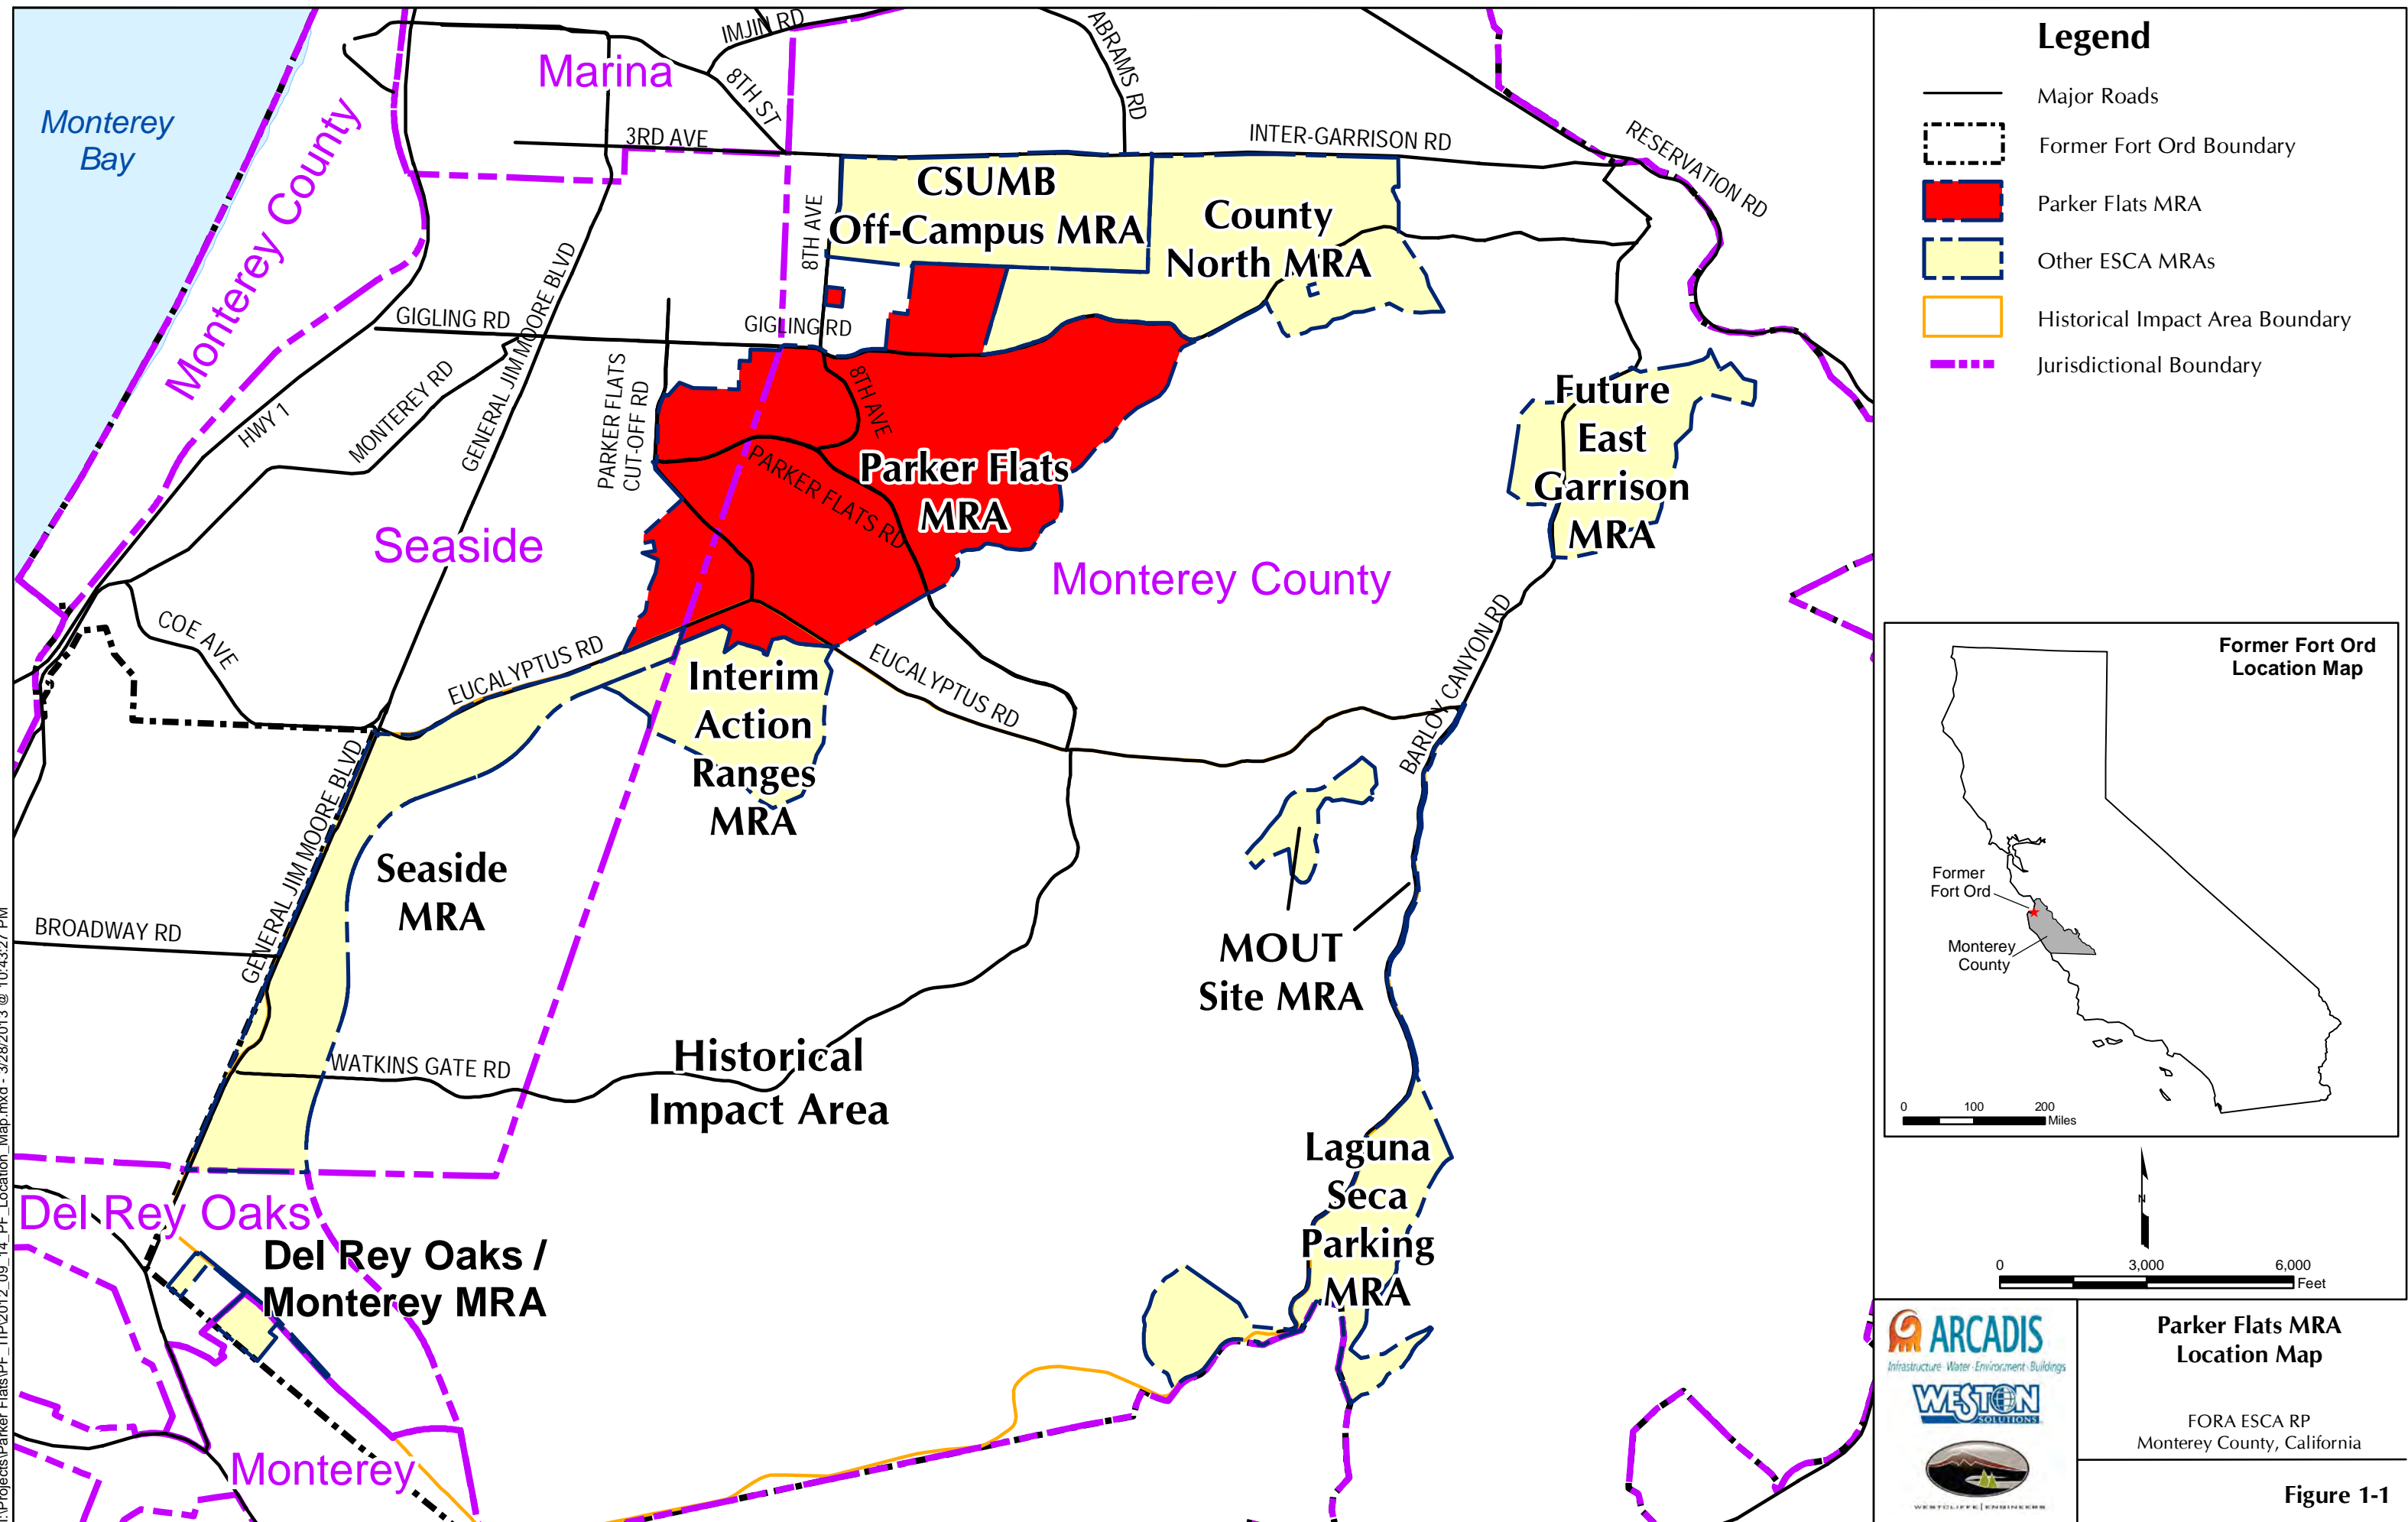 Monterey
Bay
Monterey County
Marina
IMJIN RD
8TH ST
ABRAMS RD
3RD AVE
INTER-GARRISON RD
RESERVATION RD
CSUMB
Off-Campus MRA
County
North MRA
8TH AVE
GIGLING RD
GIGLING RD
HWY 1
MONTEREY RD
GENERAL JIM MOORE BLVD
PARKER FLATS
CUT-OFF RD
8TH AVE
PARKER FLATS RD
Parker Flats
MRA
Future
East
Garrison
MRA
Seaside
Monterey County
COE AVE
EUCALYPTUS RD
EUCALYPTUS RD
BARLOY CANYON RD
Interim
Action
Ranges
MRA
GENERAL JIM MOORE BLVD
Seaside
MRA
BROADWAY RD
MOUT
Site MRA
WATKINS GATE RD
Historical
Impact Area
Laguna
Seca
Parking
MRA
Del Rey Oaks
Del Rey Oaks /
Monterey MRA
Monterey
Legend
Major Roads
Former Fort Ord Boundary
Parker Flats MRA
Other ESCA MRAs
Historical Impact Area Boundary
Jurisdictional Boundary
Former Fort Ord
Location Map
Former
Fort Ord
Monterey
County
0 100 200
Miles
N
0 3,000 6,000
Feet
ARCADIS
Infrastructure · Water · Environment · Buildings
WESTON
SOLUTIONS
WESTCLIFFE | ENGINEERS
Parker Flats MRA
Location Map
FORA ESCA RP
Monterey County, California
Figure 1-1